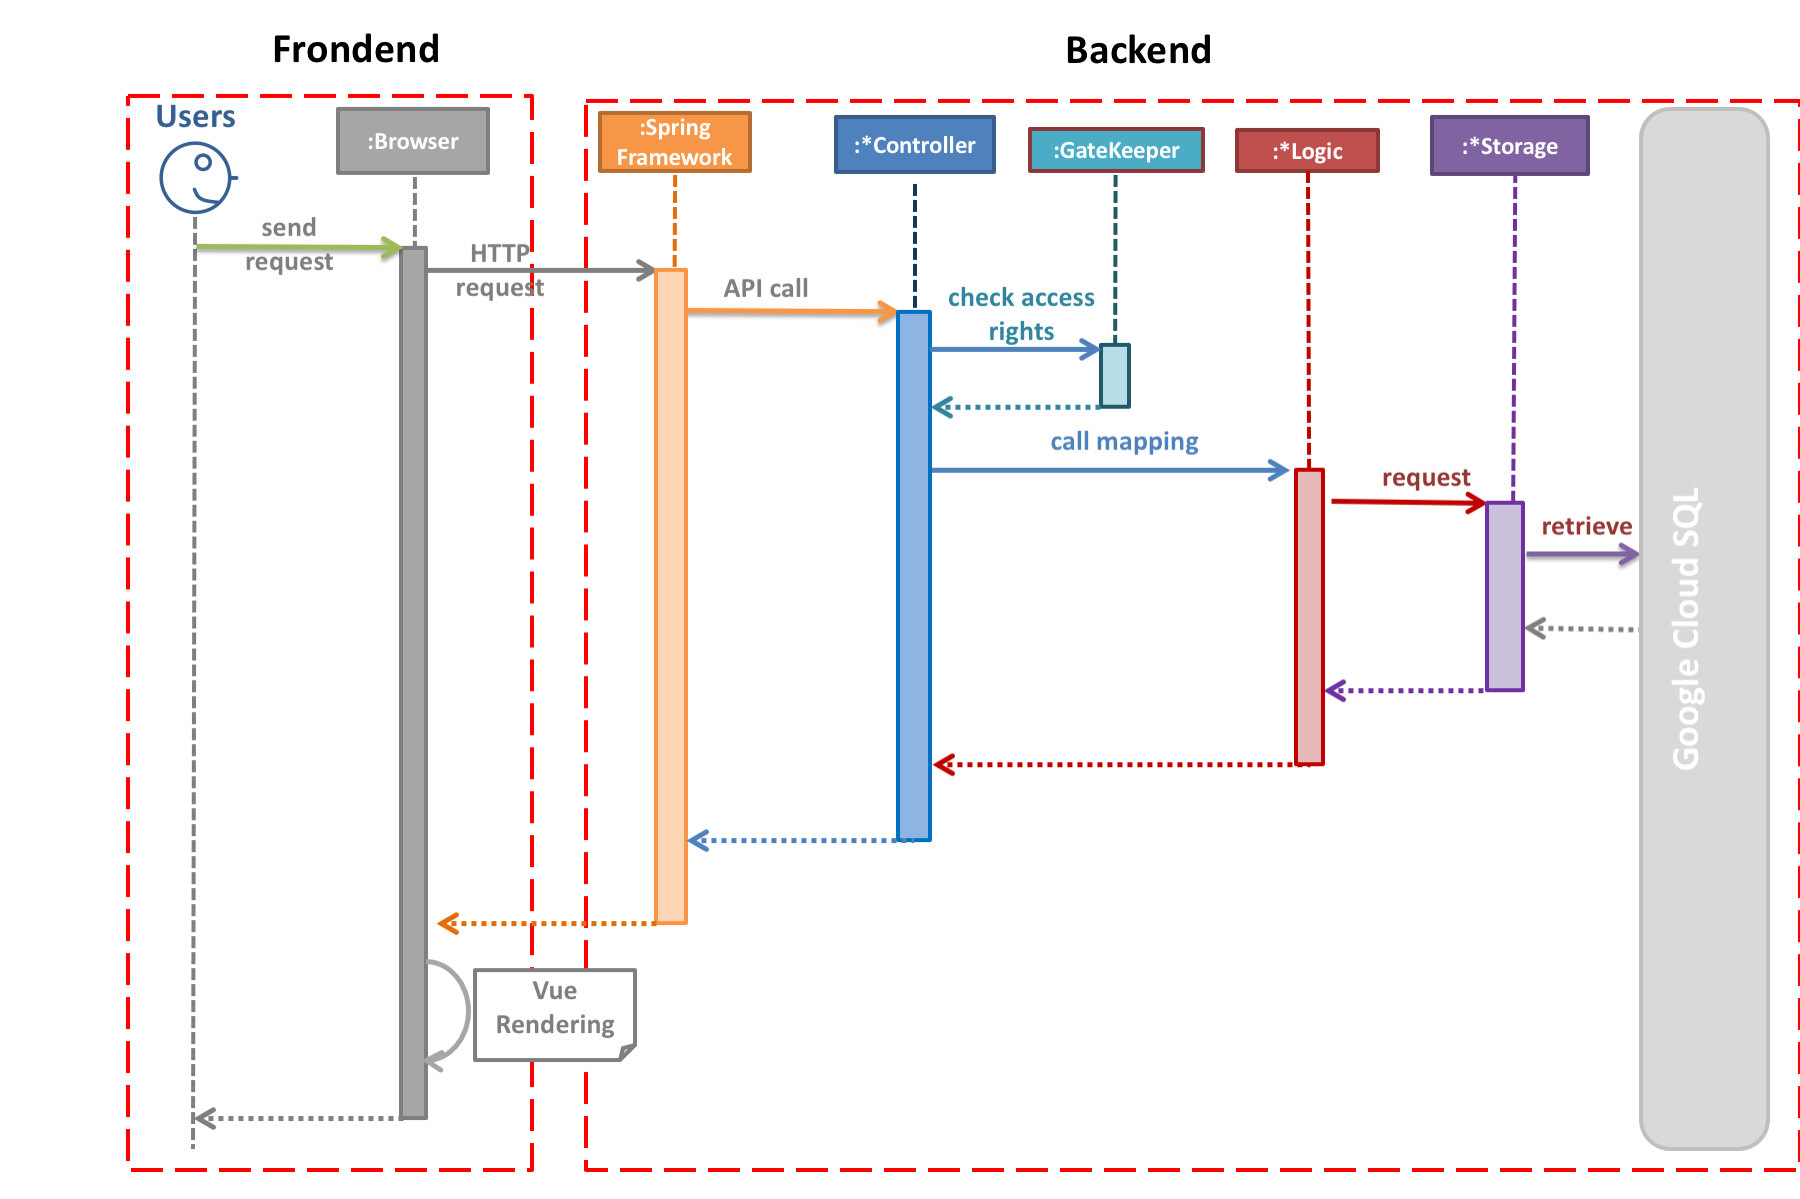 Frondend
Backend
Users
:Browser
:Spring
Framework
:*Controller
:GateKeeper
:*Logic
:*Storage
send
request
HTTP
request
API call
check access
rights
call mapping
request
retrieve
Google Cloud SQL
Vue
Rendering